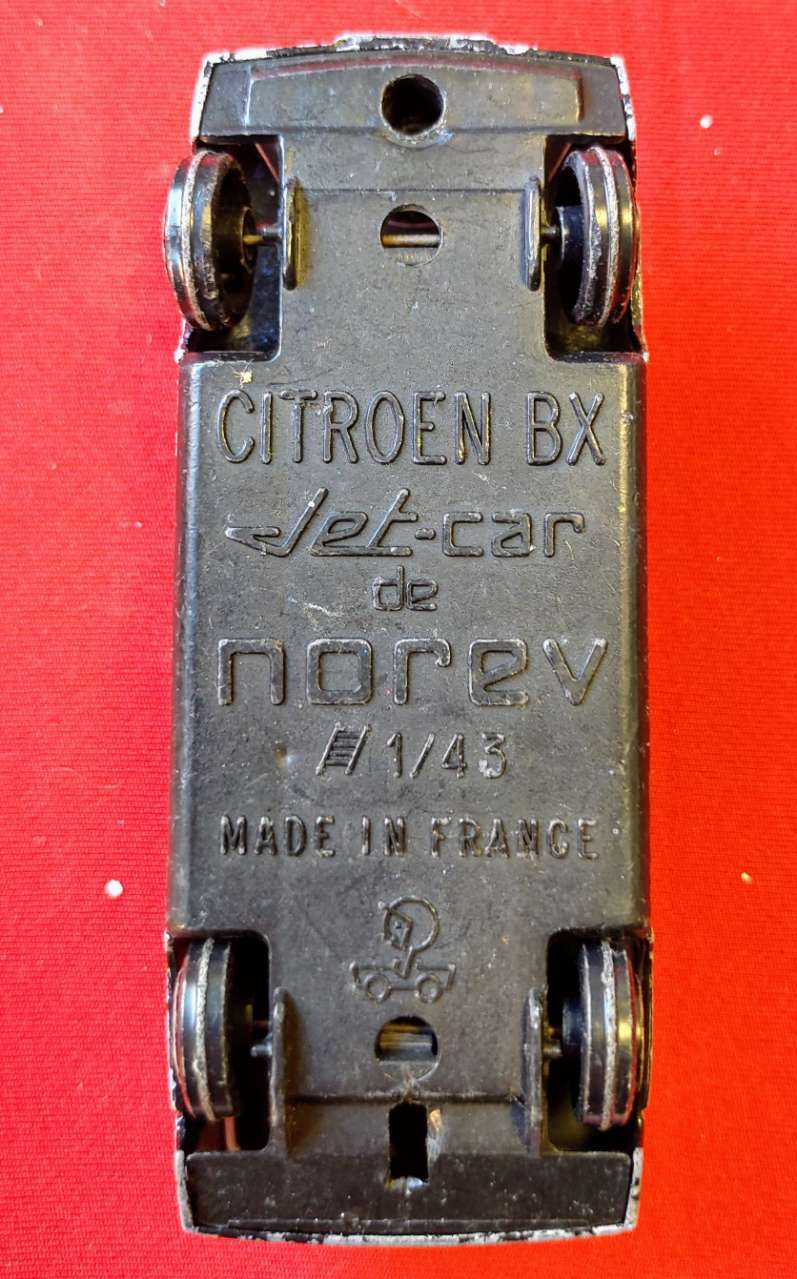 CITROEN BX
Jet-car
de
norev
1/43
MADE IN FRANCE